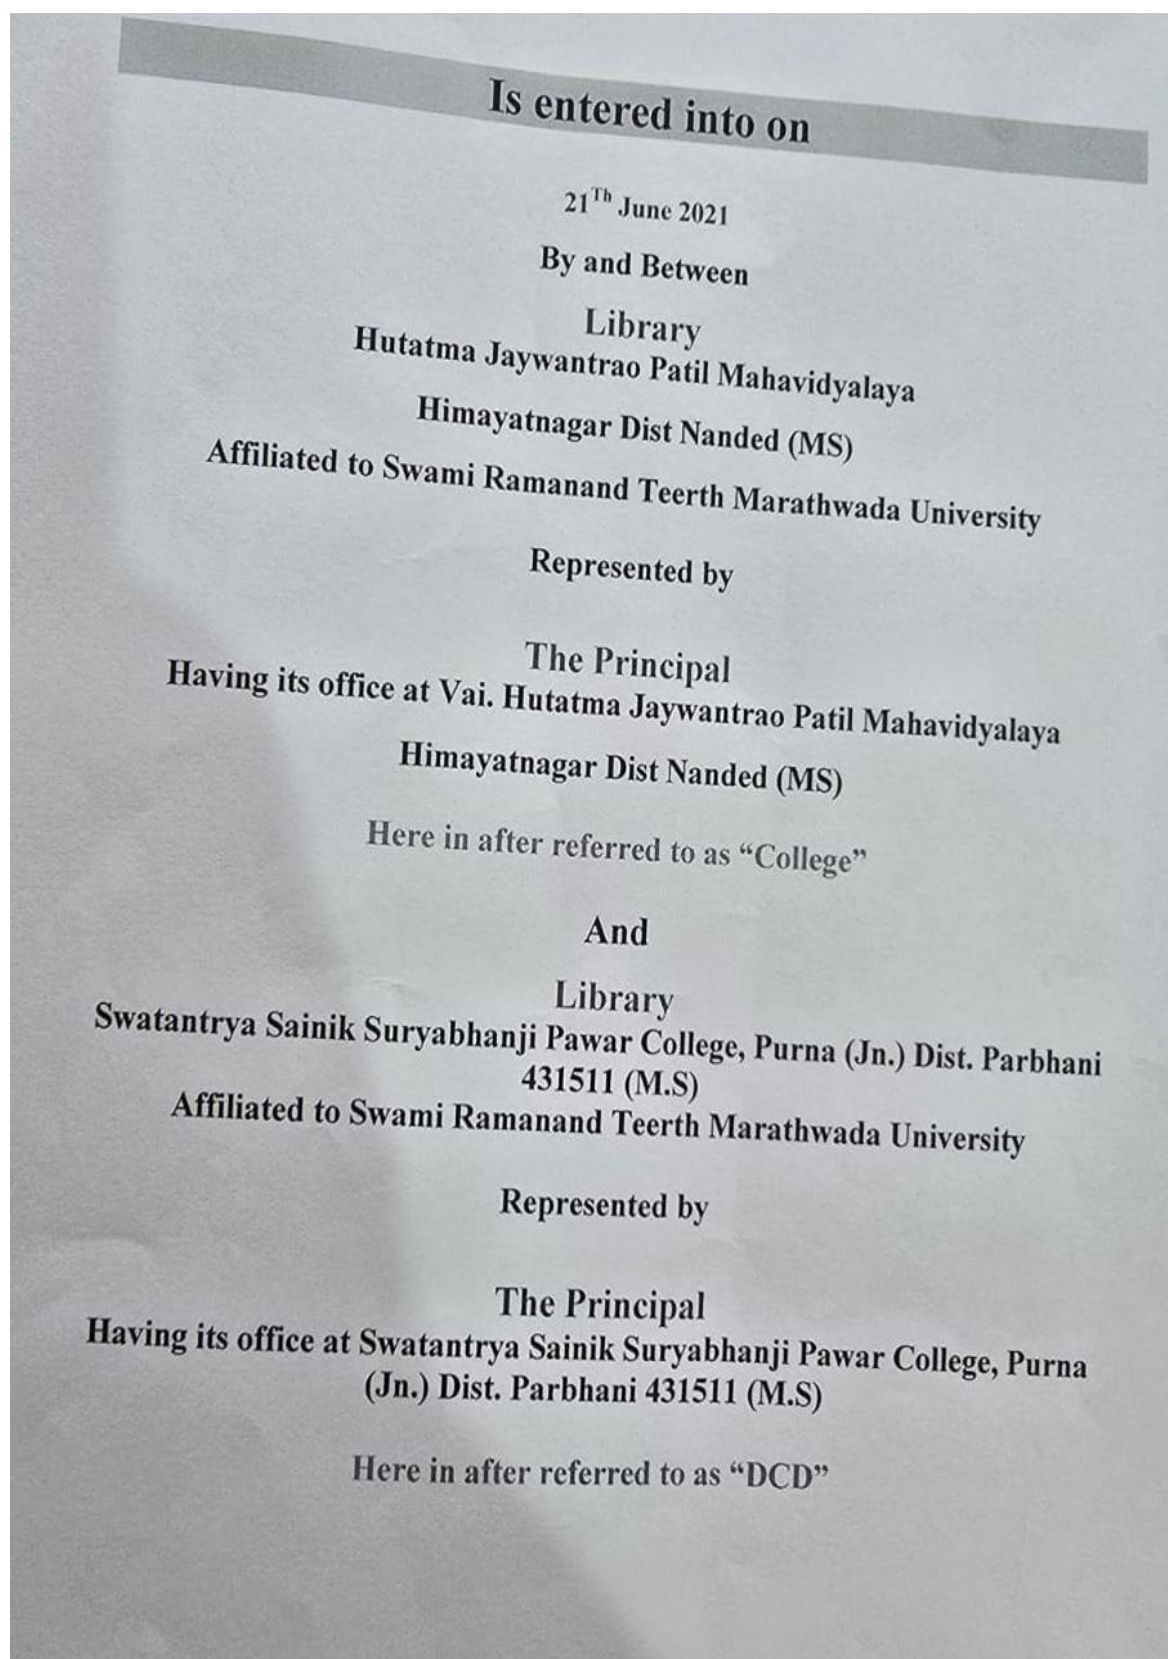 Is entered into on
21Th June 2021
By and Between
Library
Hutatma Jaywantrao Patil Mahavidyalaya
Himayatnagar Dist Nanded (MS)
Affiliated to Swami Ramanand Teerth Marathwada University
Represented by
The Principal
Having its office at Vai. Hutatma Jaywantrao Patil Mahavidyalaya
Himayatnagar Dist Nanded (MS)
Here in after referred to as “College”
And
Library
Swatantrya Sainik Suryabhanji Pawar College, Purna (Jn.) Dist. Parbhani
431511 (M.S)
Affiliated to Swami Ramanand Teerth Marathwada University
Represented by
The Principal
Having its office at Swatantrya Sainik Suryabhanji Pawar College, Purna
(Jn.) Dist. Parbhani 431511 (M.S)
Here in after referred to as “DCD”